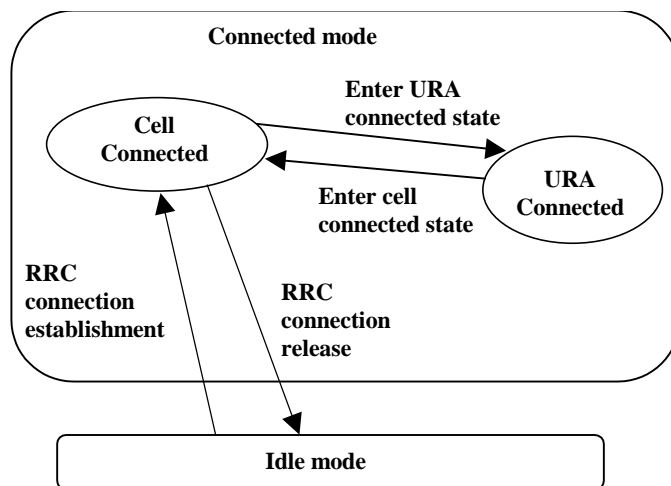 Connected mode
Enter URA
connected state
Cell
Connected
URA
Connected
Enter cell
connected state
RRC
connection
establishment
RRC
connection
release
Idle mode